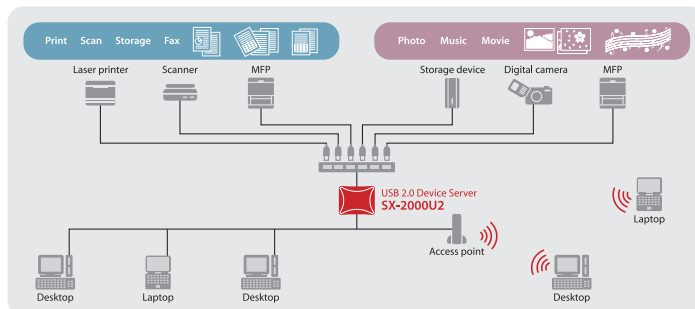 Print Scan Storage Fax
Photo Music Movie
Laser printer Scanner MFP
Storage device Digital camera MFP
USB 2.0 Device Server
SX-2000U2
Laptop
Access point
Desktop Laptop Desktop Desktop